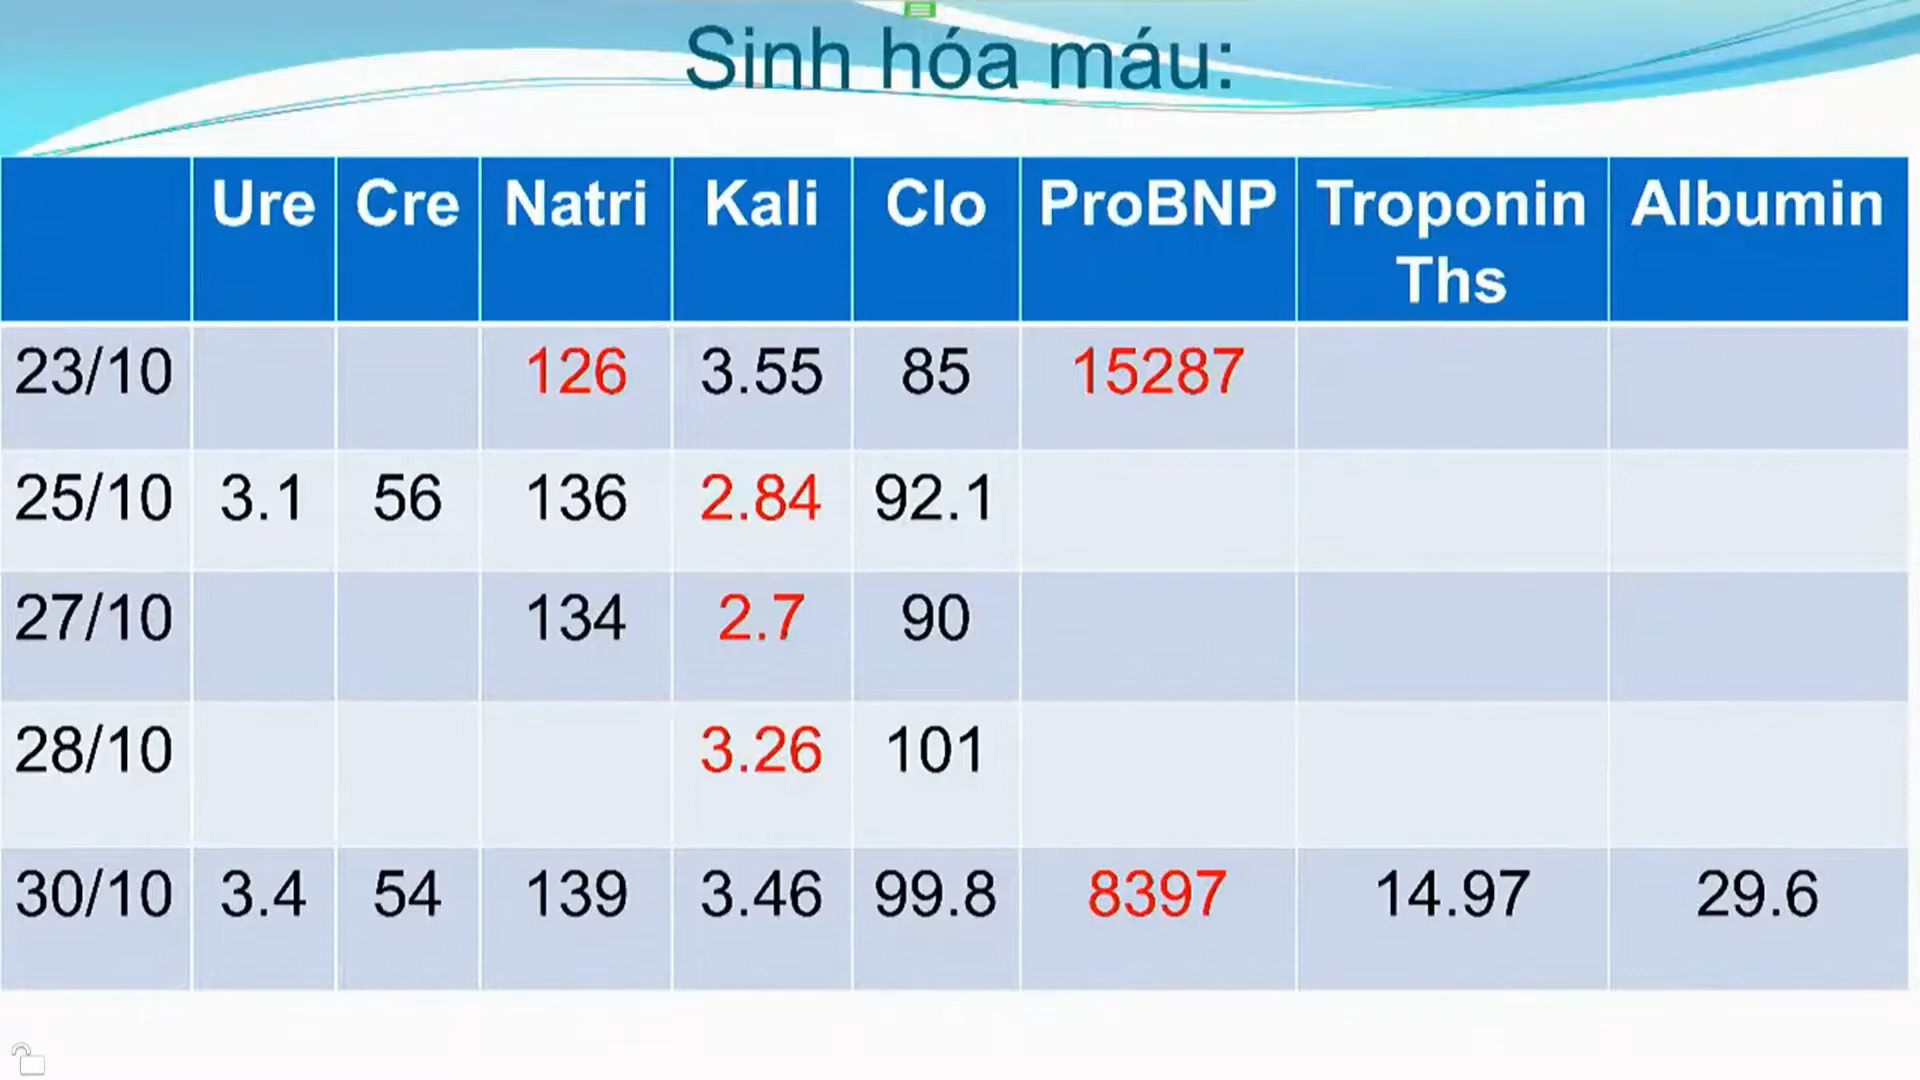 Sinh hóa máu:
Ure Cre Natri Kali Clo ProBNP Troponin Ths Albumin
23/10 126 3.55 85 15287
25/10 3.1 56 136 2.84 92.1
27/10 134 2.7 90
28/10 3.26 101
30/10 3.4 54 139 3.46 99.8 8397 14.97 29.6